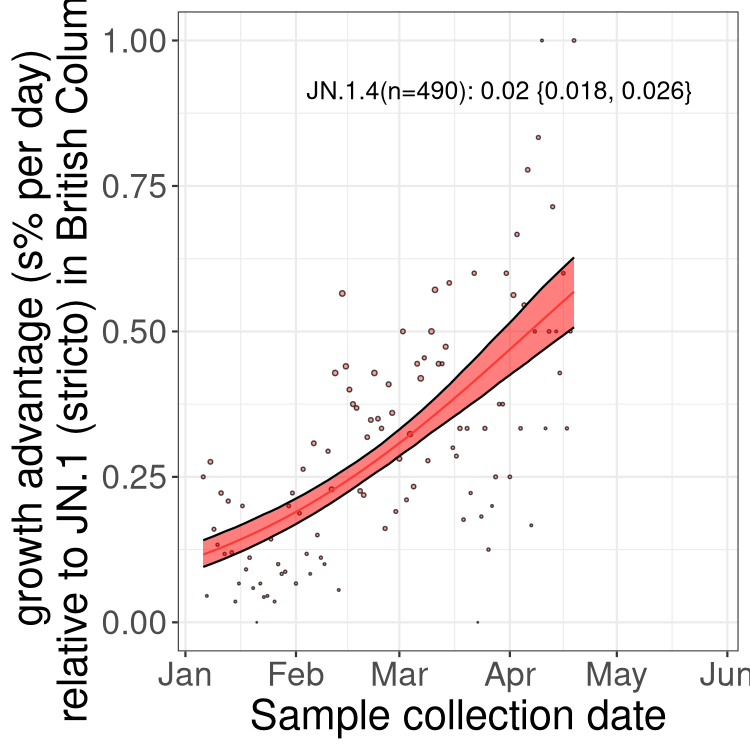 growth advantage (s% per day)
relative to JN.1 (stricto) in British Colum
1.00
0.75
0.50
0.25
0.00
JN.1.4(n=490): 0.02 {0.018, 0.026}
Jan Feb Mar Apr May Jun
Sample collection date